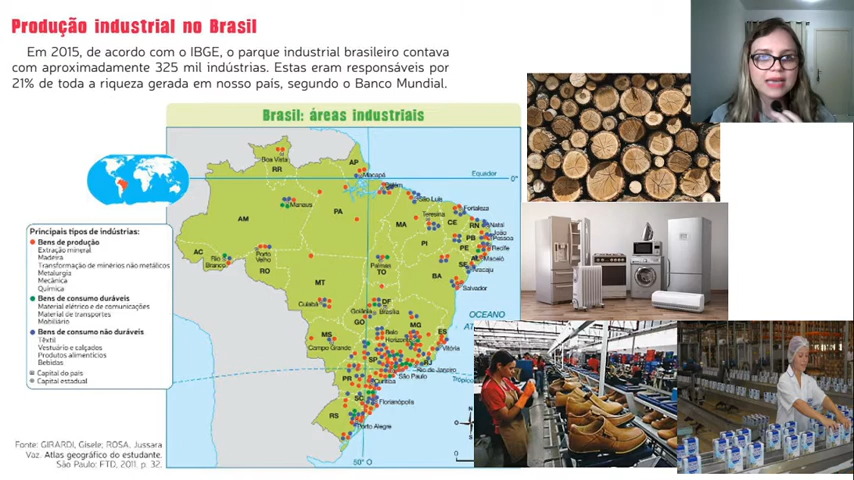 Produção industrial no Brasil
Em 2015, de acordo com o IBGE, o parque industrial brasileiro contava
com aproximadamente 325 mil indústrias. Estas eram responsáveis por
21% de toda a riqueza gerada em nosso país, segundo o Banco Mundial.
Brasil: áreas industriais
Boa Vista
RR
AP
Macapá
Equador
0°
Belém
São Luís
Manaus
AM
PA
Fortaleza
Teresina
CE
RN
Natal
MA
PB
João
Pessoa
PI
PE
Recife
AC
Rio
Branco
Porto
Velho
RO
Palmas
TO
AL
Maceió
SE
Aracaju
BA
Salvador
MT
Cuiabá
DF
Brasília
GO
Goiânia
OCEANO
MG
Belo
Horizonte
ES
Vitória
MS
Campo Grande
SP
RJ
Rio de Janeiro
São Paulo
PR
Curitiba
SC
Florianópolis
RS
Porto Alegre
50° O
N
0
Principais tipos de indústrias:
Bens de produção
Extração mineral
Madeira
Transformação de minérios não metálicos
Metalurgia
Mecânica
Química
Bens de consumo duráveis
Material elétrico e de comunicações
Material de transportes
Mobiliário
Bens de consumo não duráveis
Têxtil
Vestuário e calçados
Produtos alimentícios
Bebidas
Capital do país
Capital estadual
Fonte: GIRARDI, Gisele; ROSA, Jussara
Vaz. Atlas geográfico do estudante.
São Paulo: FTD, 2011. p. 32.